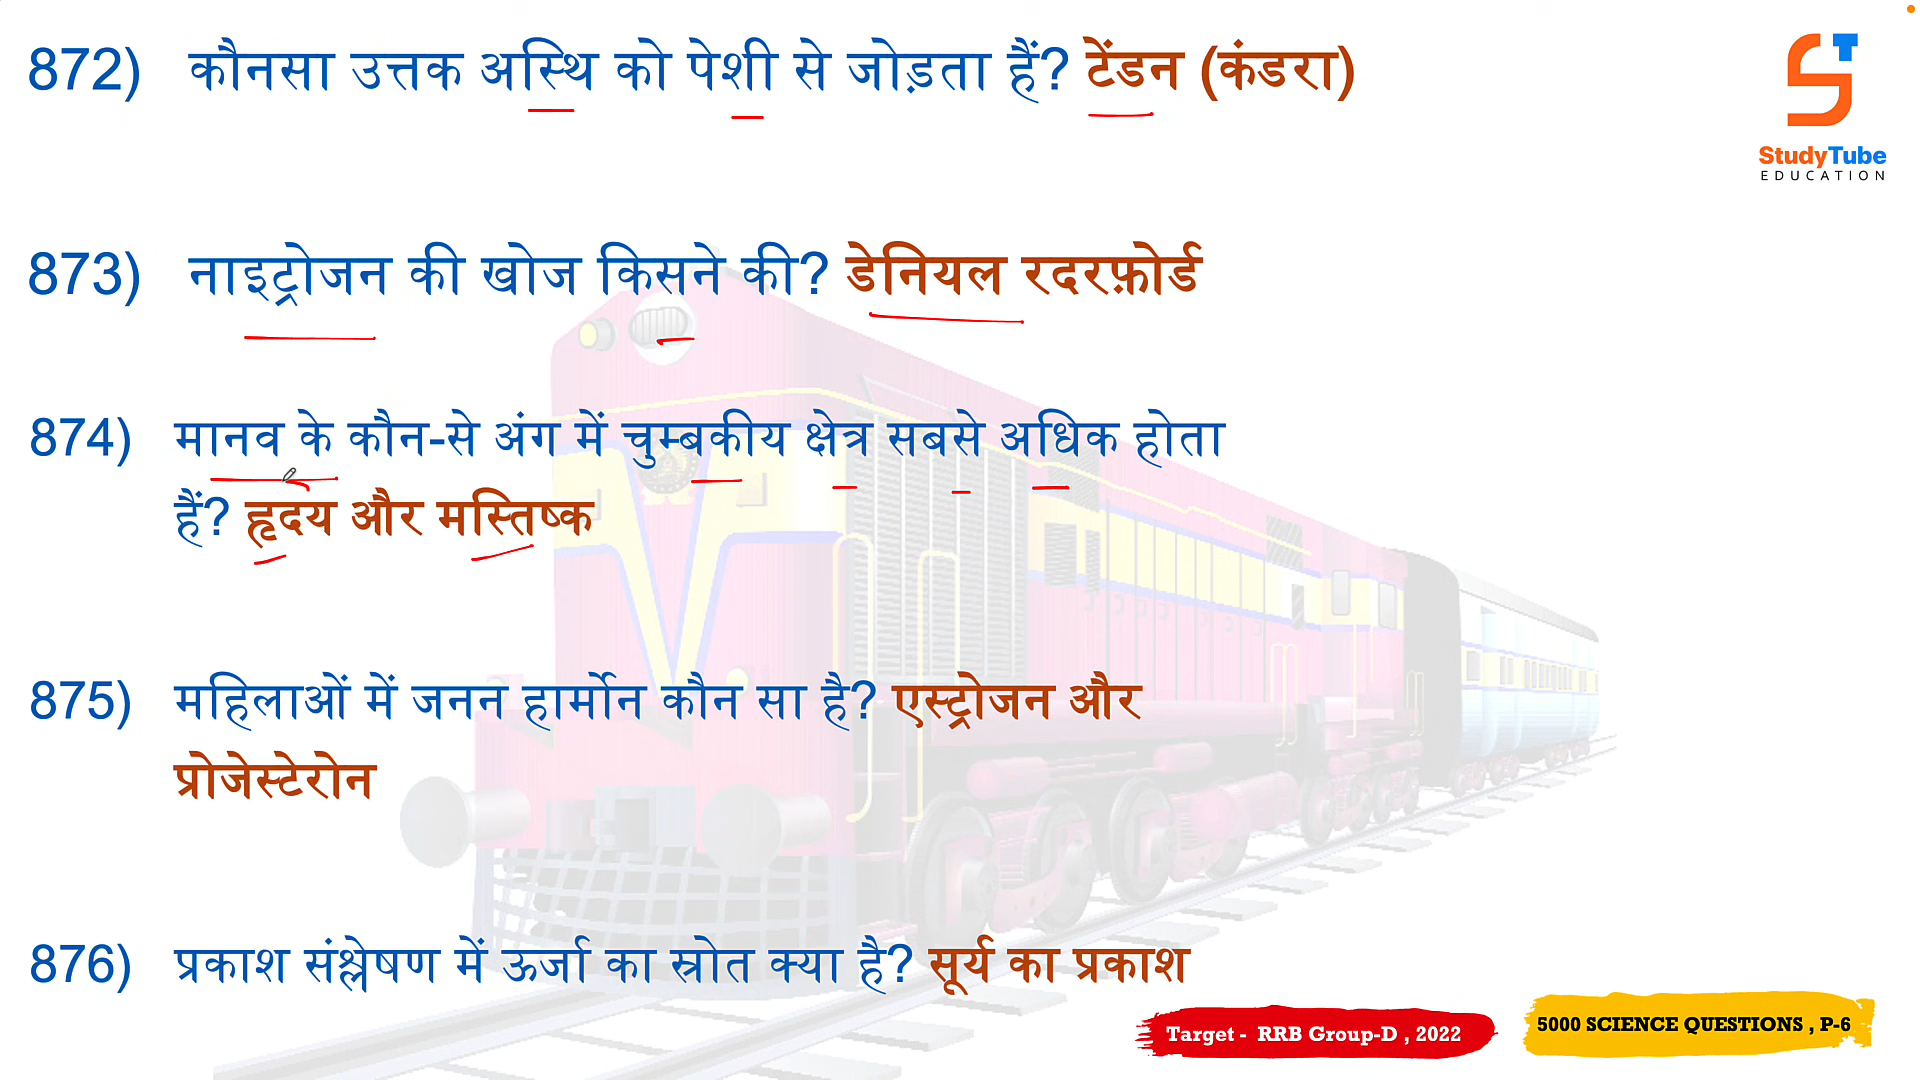 872) कौनसा उत्तक अस्थि को पेशी से जोड़ता हैं? टेंडन (कंडरा)
StudyTube
EDUCATION
873) नाइट्रोजन की खोज किसने की? डेनियल रदरफ़ोर्ड
874) मानव के कौन-से अंग में चुम्बकीय क्षेत्र सबसे अधिक होता
हैं? हृदय और मस्तिष्क
875) महिलाओं में जनन हार्मोन कौन सा है? एस्ट्रोजन और
प्रोजेस्टेरोन
876) प्रकाश संश्लेषण में ऊर्जा का स्रोत क्या है? सूर्य का प्रकाश
Target - RRB Group-D , 2022
5000 SCIENCE QUESTIONS , P-6